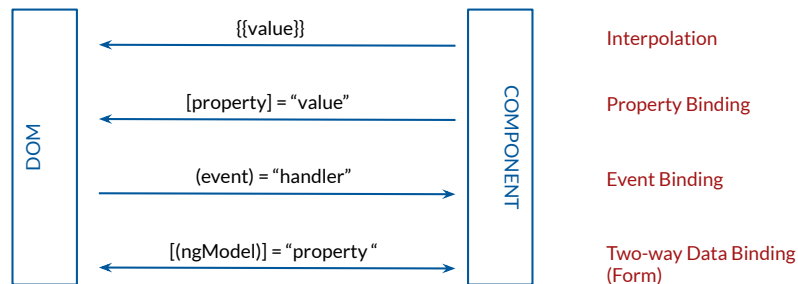 {{value}}
Interpolation
[property] = “value”
Property Binding
DOM
COMPONENT
(event) = “handler”
Event Binding
[(ngModel)] = “property “
Two-way Data Binding
(Form)